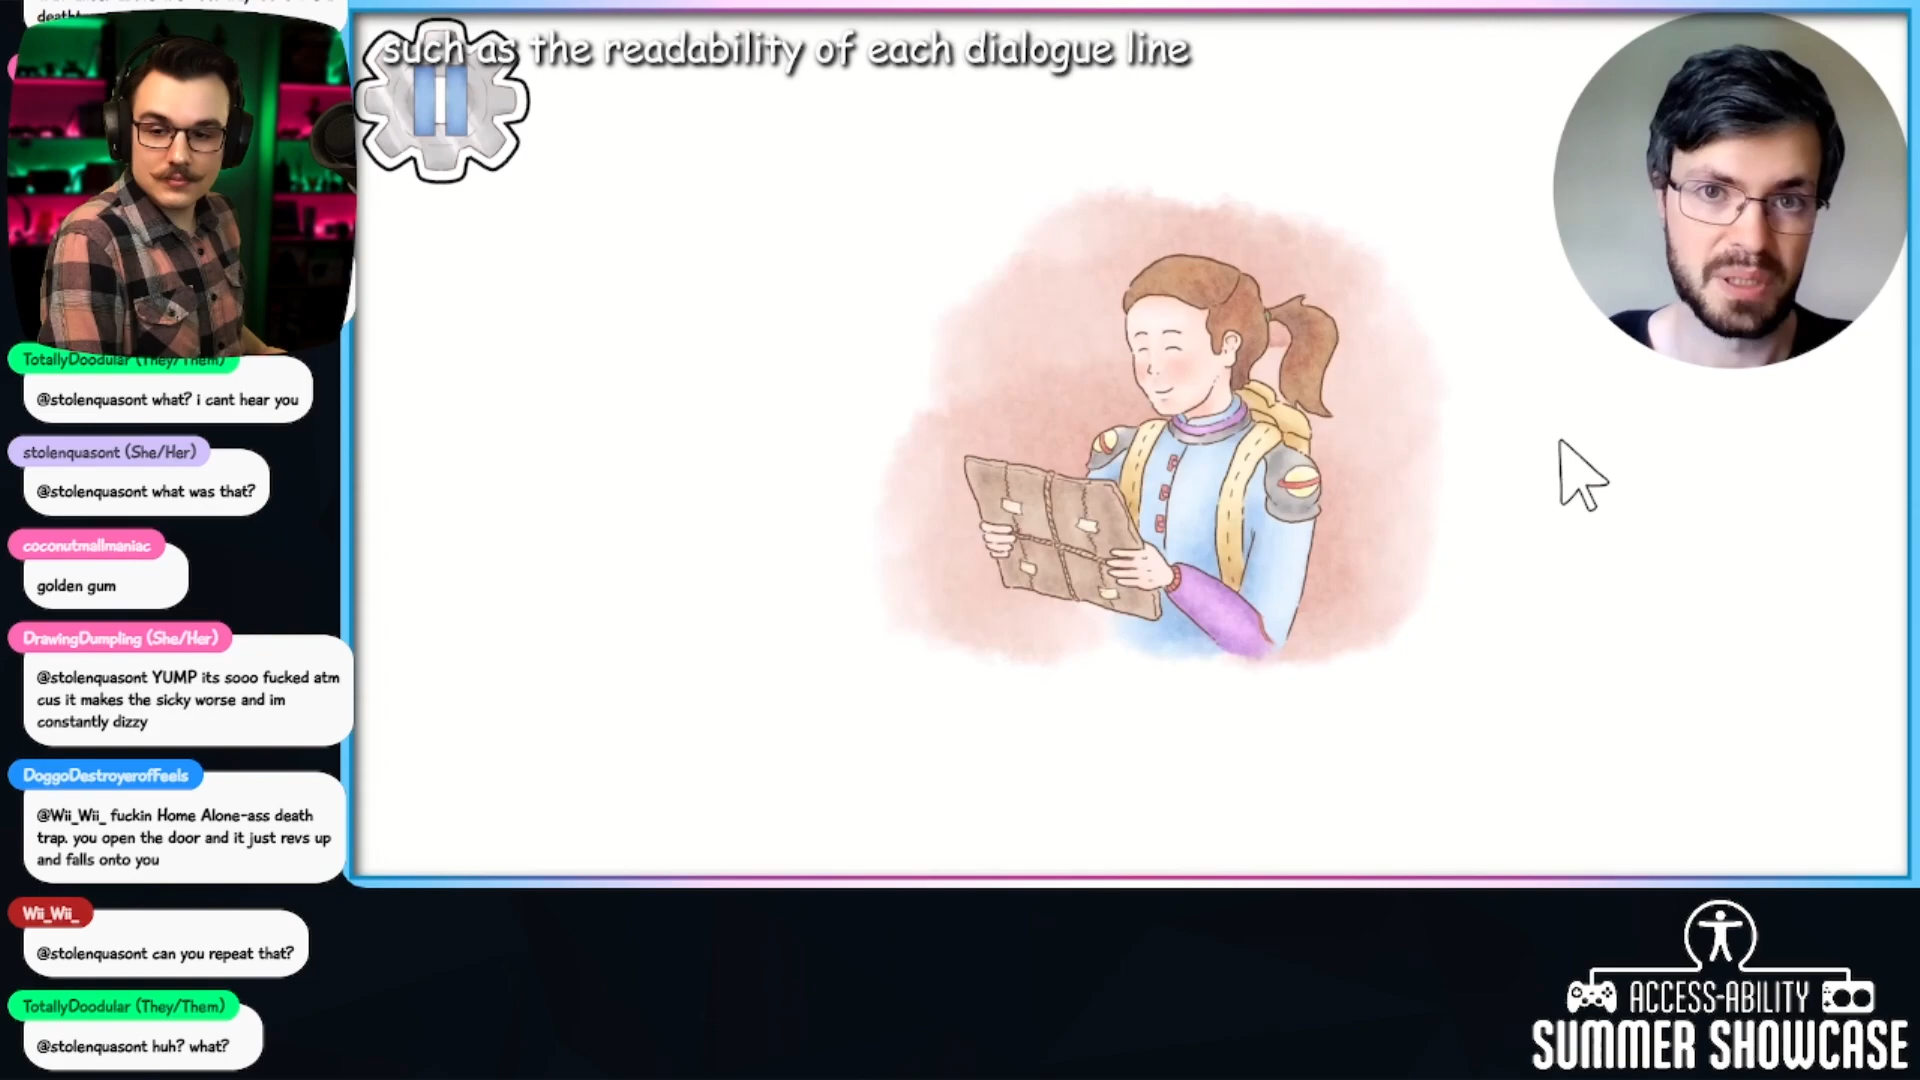 death!
such as the readability of each dialogue line
TotallyDoodular (They/Them)
@stolenquasont what? i cant hear you
stolenquasont (She/Her)
@stolenquasont what was that?
coconutmallmaniac
golden gum
DrawingDumpling (She/Her)
@stolenquasont YUMP its sooo fucked atm
cus it makes the sicky worse and im
constantly dizzy
DoggoDestroyerofFeels
@Wii_Wii_ fuckin Home Alone-ass death
trap. you open the door and it just revs up
and falls onto you
Wii_Wii_
@stolenquasont can you repeat that?
TotallyDoodular (They/Them)
@stolenquasont huh? what?
ACCESS-ABILITY
SUMMER SHOWCASE